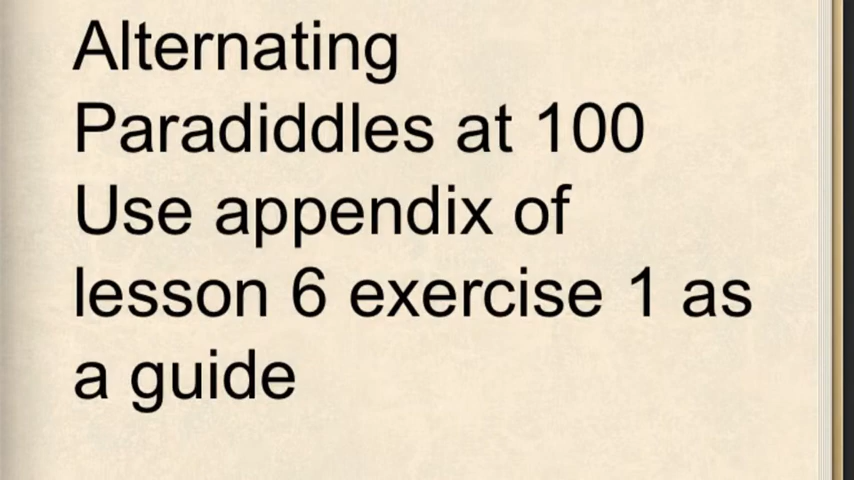 Alternating
Paradiddles at 100
Use appendix of
lesson 6 exercise 1 as
a guide